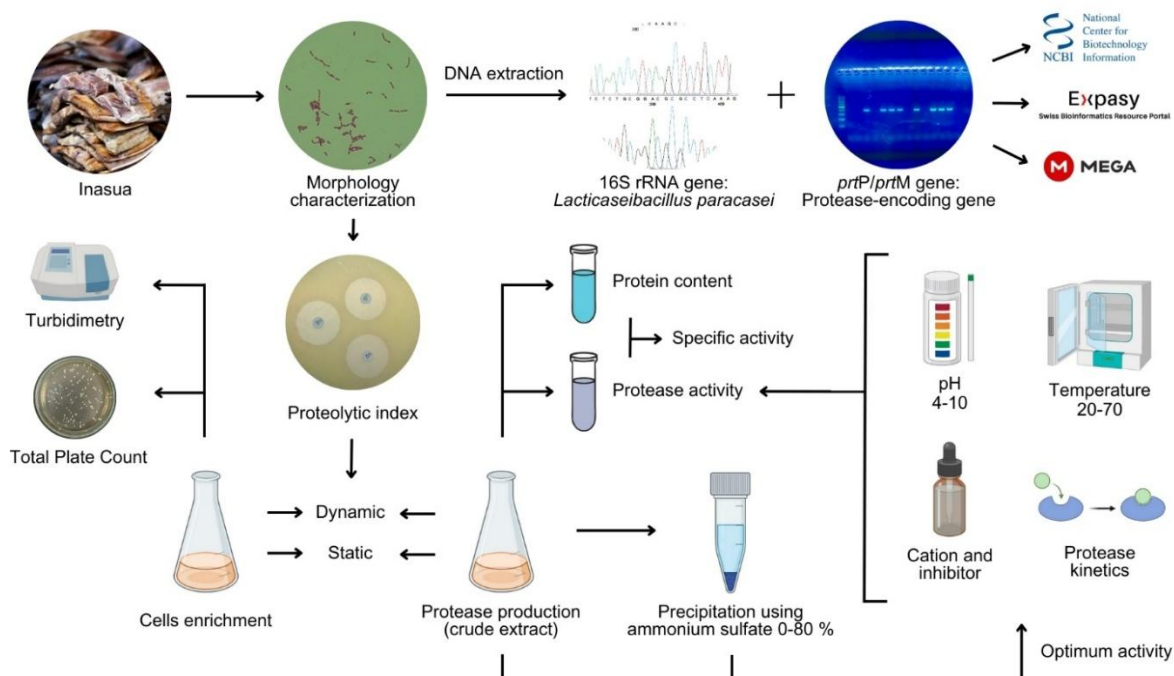 Inasua
Morphology
characterization
DNA extraction
16S rRNA gene:
Lacticaseibacillus paracasei
prtP/prtM gene:
Protease-encoding gene
NCBI
National
Center for
Biotechnology
Information
Expasy
Swiss Bioinformatics Resource Portal
M MEGA
Turbidimetry
Total Plate Count
Proteolytic index
Protein content
Specific activity
Protease activity
pH
4-10
Temperature
20-70
Cation and
inhibitor
Protease
kinetics
Dynamic
Static
Cells enrichment
Protease production
(crude extract)
Precipitation using
ammonium sulfate 0-80 %
Optimum activity